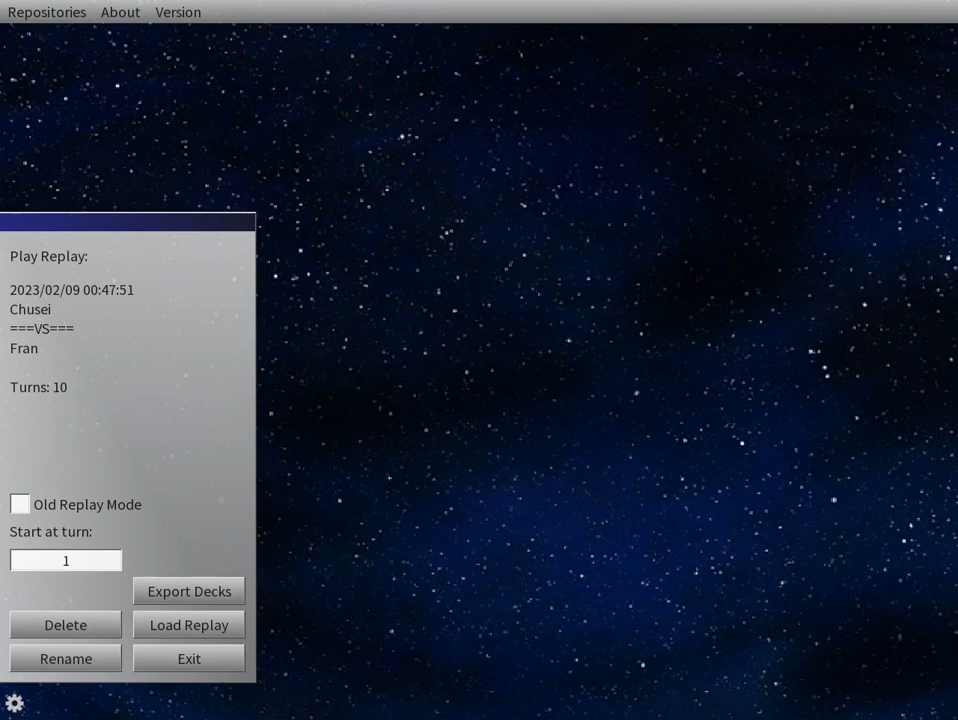 Repositories About Version
Play Replay:
2023/02/09 00:47:51
Chusei
===VS===
Fran
Turns: 10
Old Replay Mode
Start at turn:
1
Export Decks
Delete Load Replay
Rename Exit